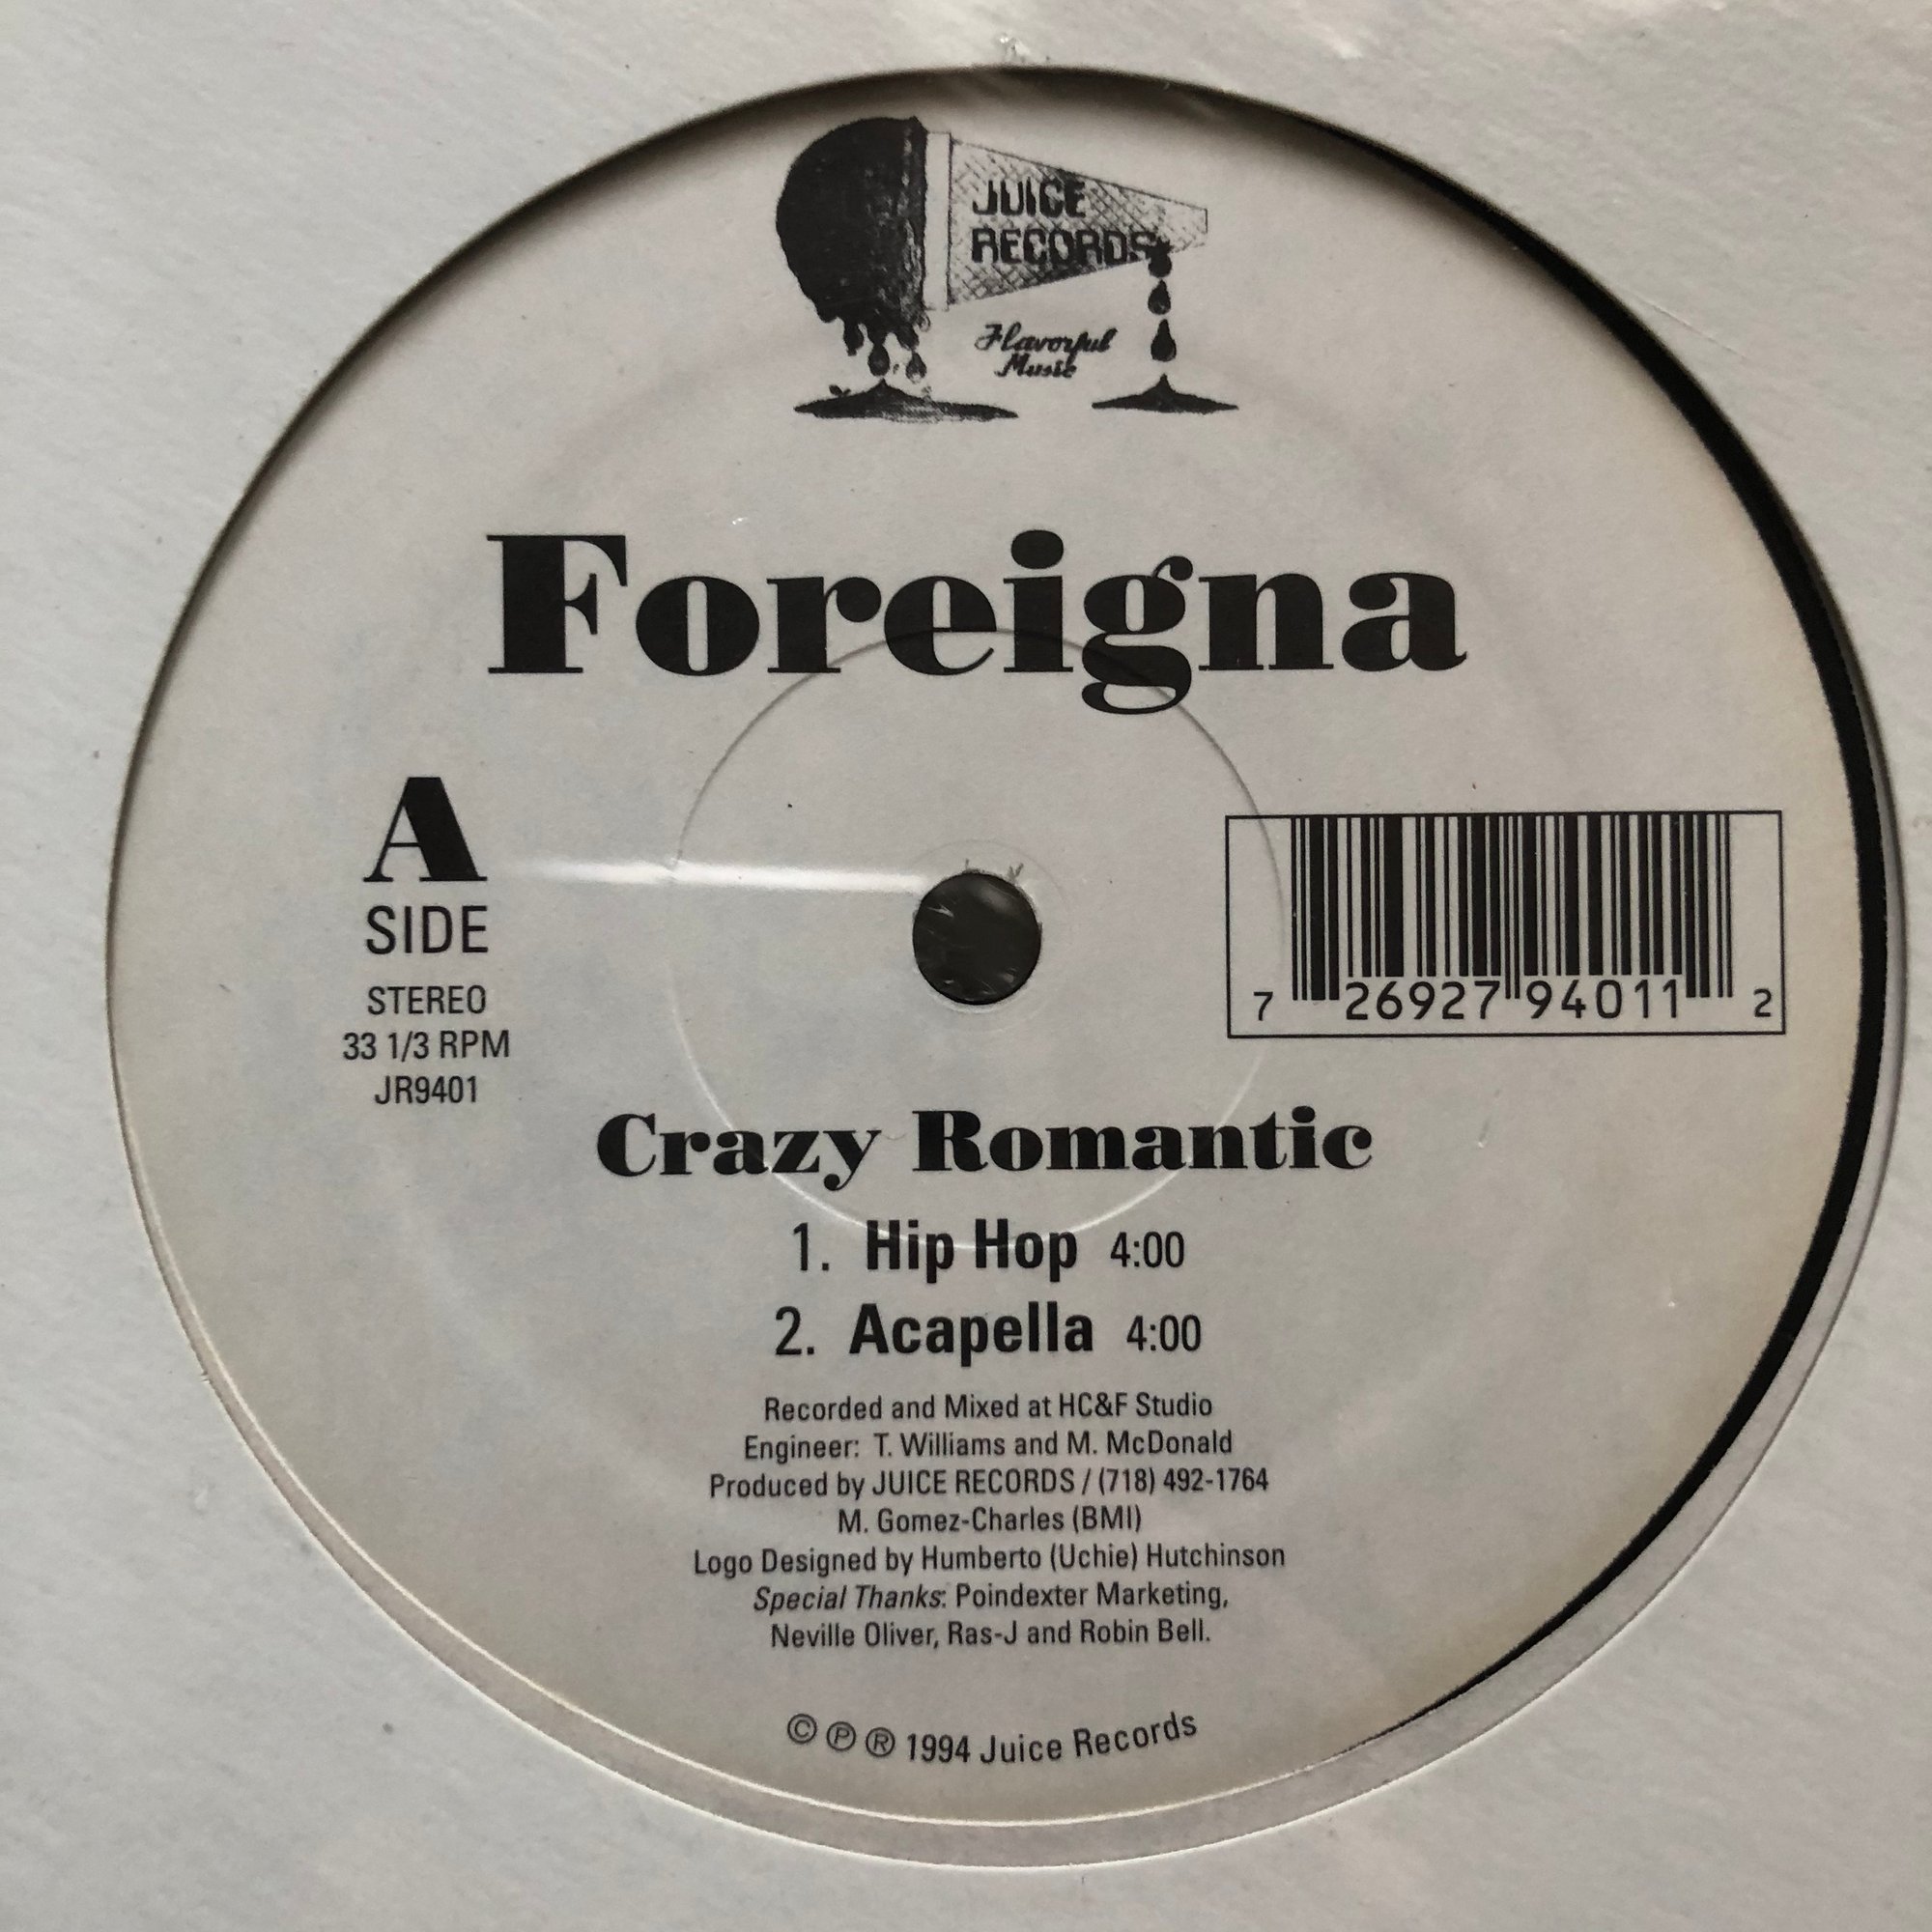 JUICE
RECORDS
Flavorful
Music
Foreigna
A
SIDE
STEREO
33 1/3 RPM
JR9401
7 26927 94011 2
Crazy Romantic
1. Hip Hop 4:00
2. Acapella 4:00
Recorded and Mixed at HC&F Studio
Engineer: T. Williams and M. McDonald
Produced by JUICE RECORDS / (718) 492-1764
M. Gomez-Charles (BMI)
Logo Designed by Humberto (Uchie) Hutchinson
Special Thanks: Poindexter Marketing,
Neville Oliver, Ras-J and Robin Bell.
© ℗ ® 1994 Juice Records